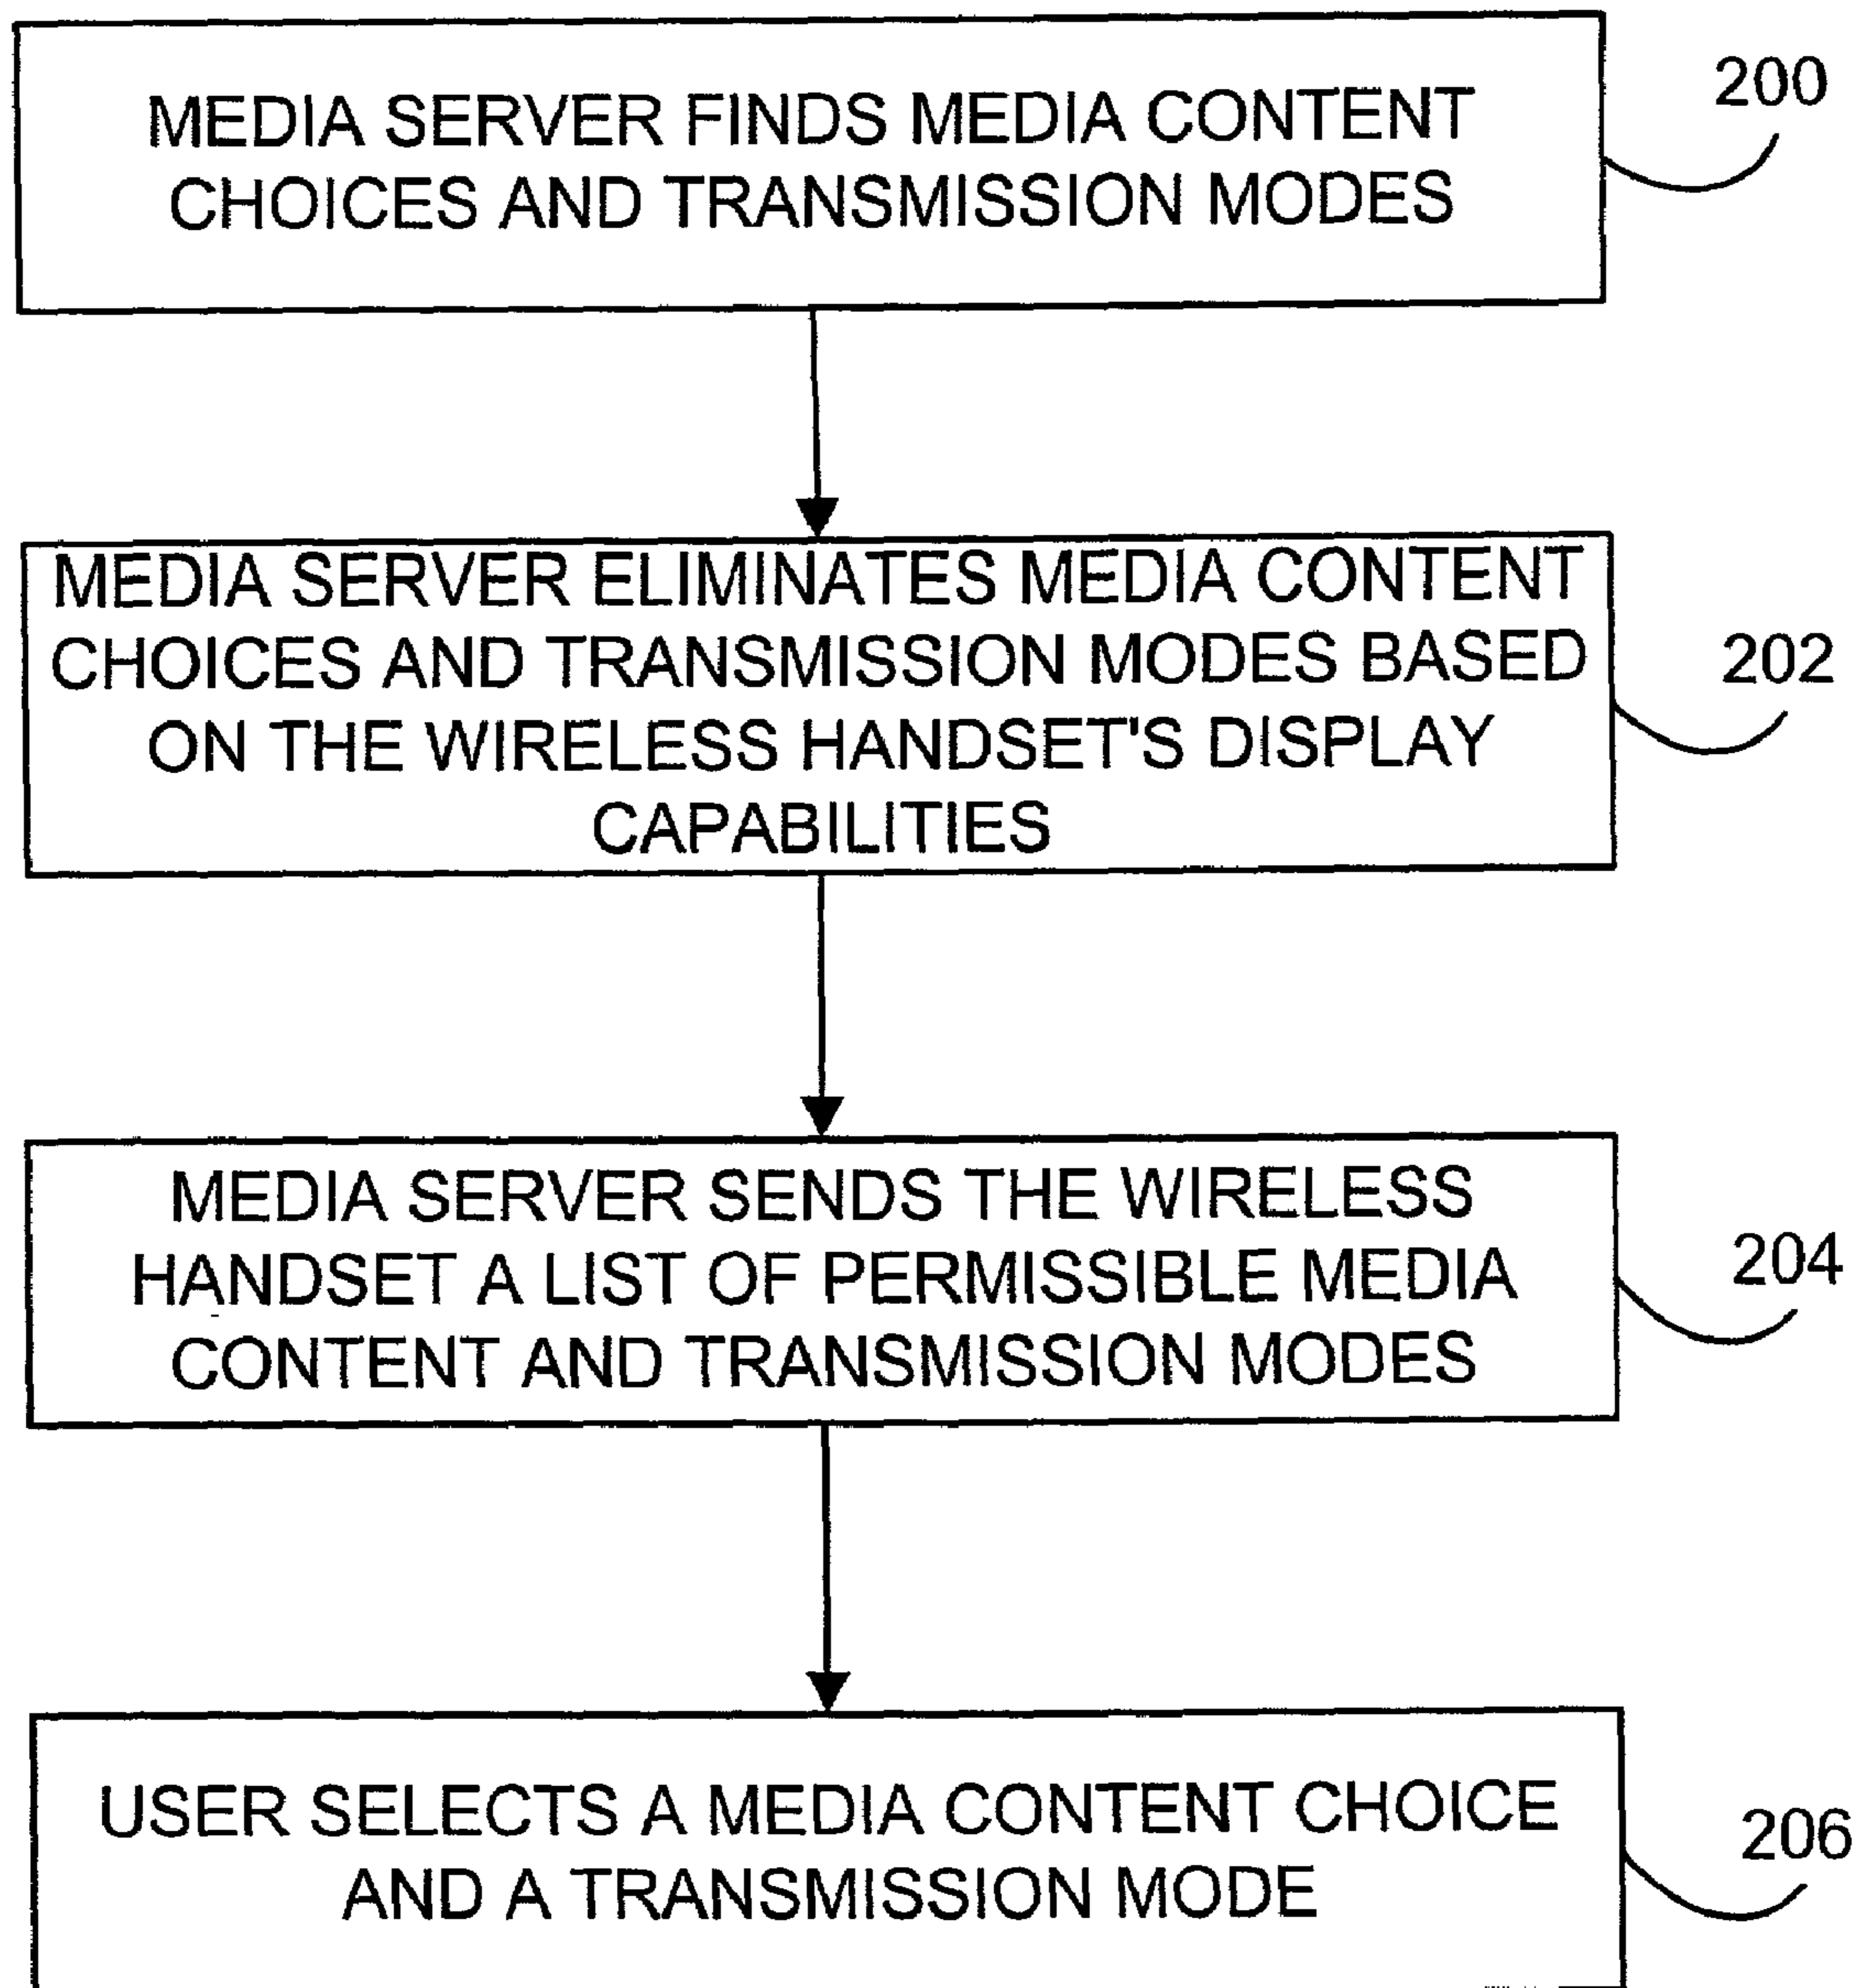 MEDIA SERVER FINDS MEDIA CONTENT
CHOICES AND TRANSMISSION MODES
200
MEDIA SERVER ELIMINATES MEDIA CONTENT
CHOICES AND TRANSMISSION MODES BASED
ON THE WIRELESS HANDSET'S DISPLAY
CAPABILITIES
202
MEDIA SERVER SENDS THE WIRELESS
HANDSET A LIST OF PERMISSIBLE MEDIA
CONTENT AND TRANSMISSION MODES
204
USER SELECTS A MEDIA CONTENT CHOICE
AND A TRANSMISSION MODE
206